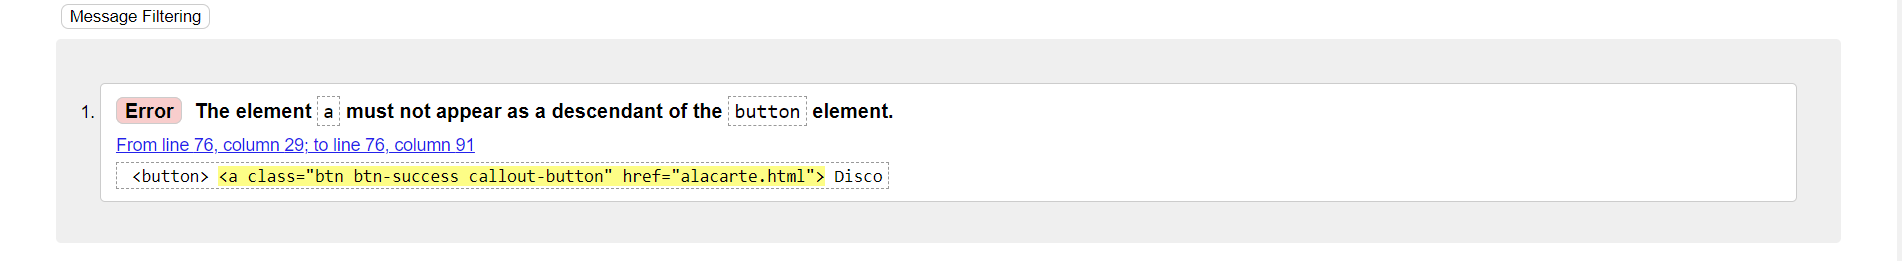 Message Filtering
1. Error The element a must not appear as a descendant of the button element.
From line 76, column 29; to line 76, column 91
<button> <a class="btn btn-success callout-button" href="alacarte.html"> Disco